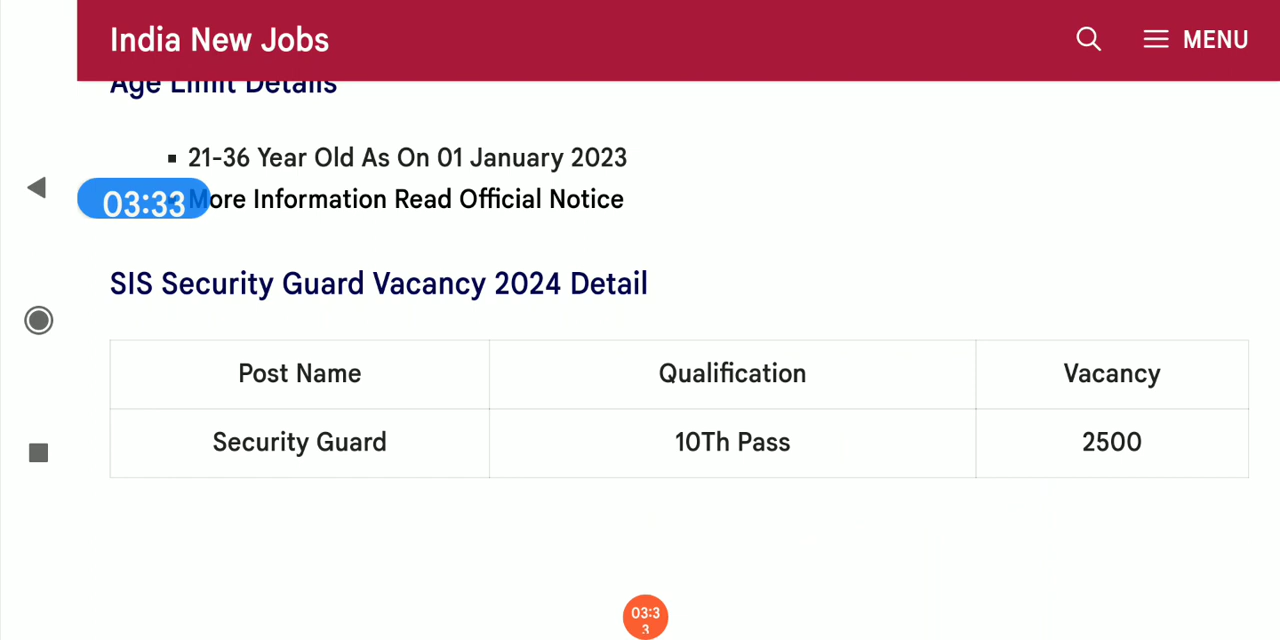 India New Jobs
MENU
Age Limit Details
21-36 Year Old As On 01 January 2023
03:33
More Information Read Official Notice
SIS Security Guard Vacancy 2024 Detail
Post Name Qualification Vacancy
Security Guard 10Th Pass 2500
03:3
3